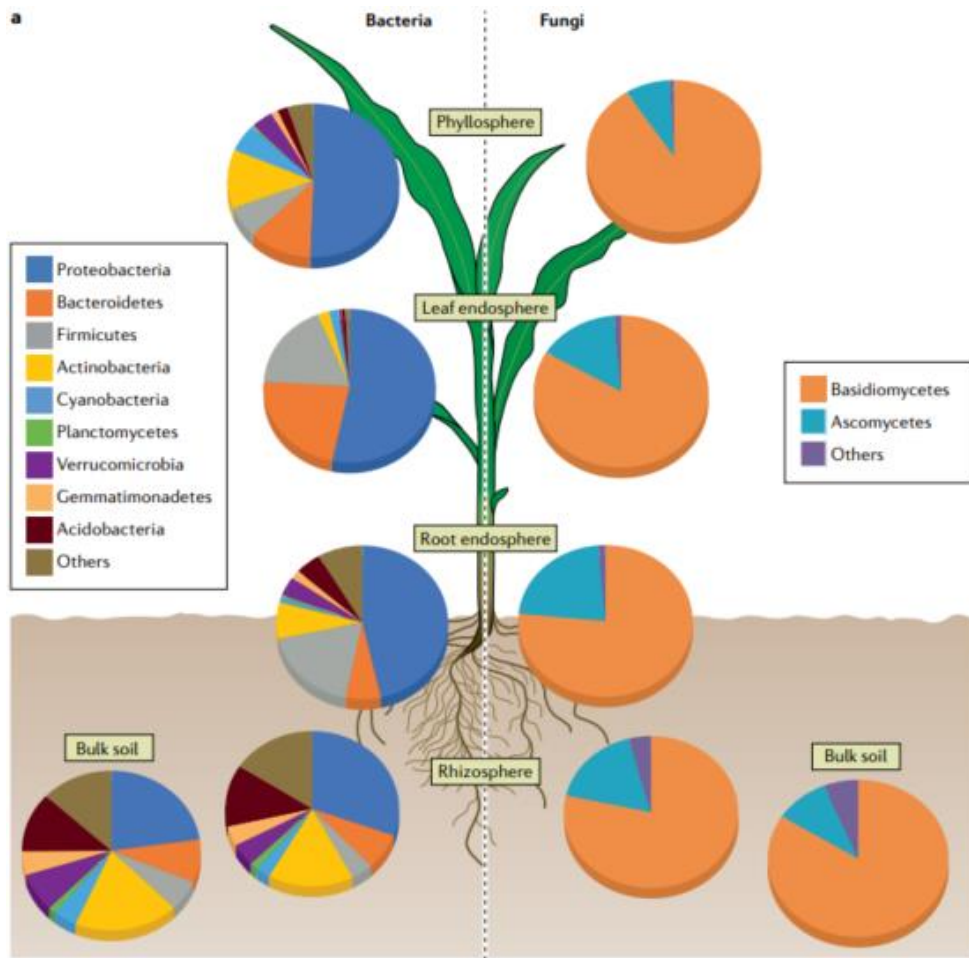 a
Bacteria
Fungi
Phyllosphere
Proteobacteria
Bacteroidetes
Firmicutes
Actinobacteria
Cyanobacteria
Planctomycetes
Verrucomicrobia
Gemmatimonadetes
Acidobacteria
Others
Leaf endosphere
Basidiomycetes
Ascomycetes
Others
Root endosphere
Bulk soil
Rhizosphere
Bulk soil